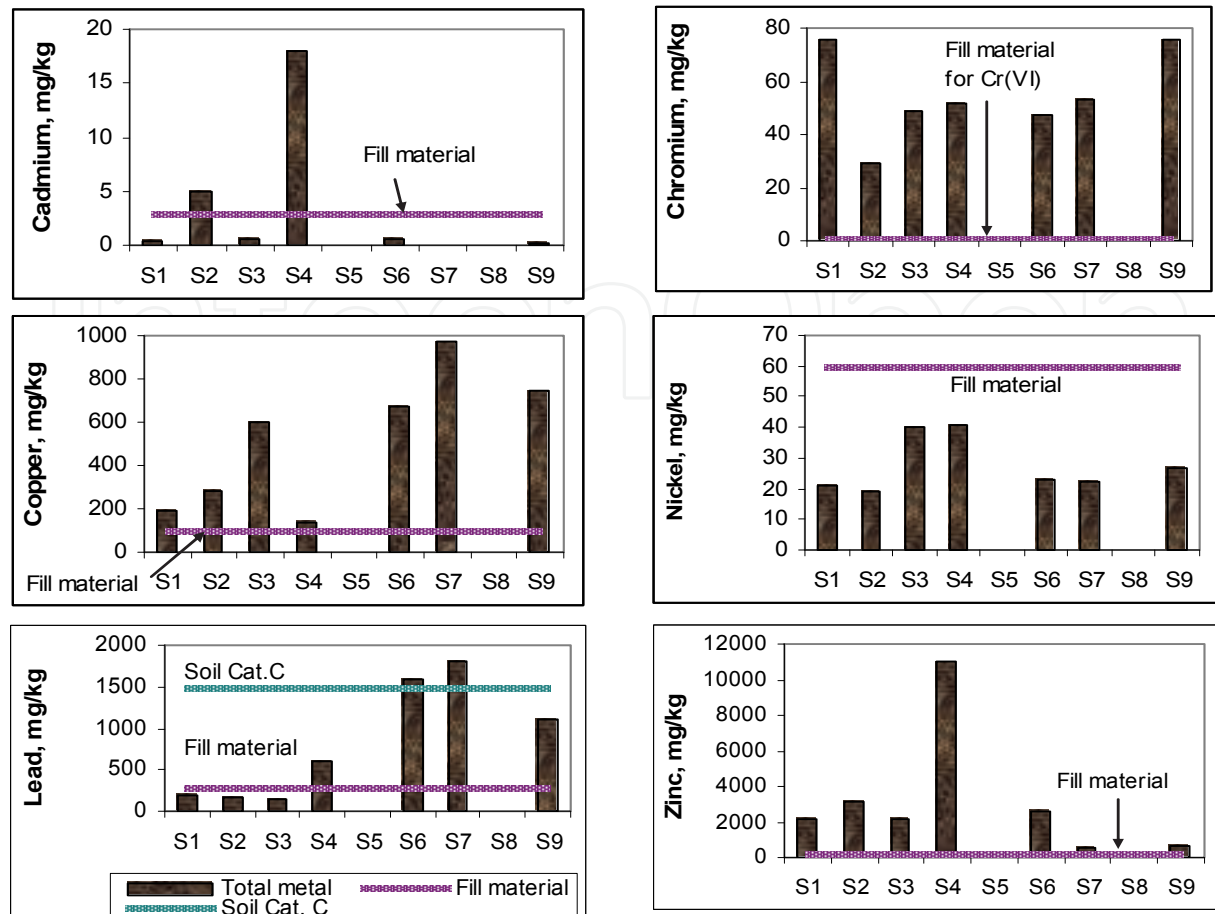 Cadmium, mg/kg
20
15
10
5
0
Fill material
S1 S2 S3 S4 S5 S6 S7 S8 S9
Chromium, mg/kg
80
60
40
20
0
Fill material
for Cr(VI)
S1 S2 S3 S4 S5 S6 S7 S8 S9
Copper, mg/kg
1000
800
600
400
200
0
Fill material
S1 S2 S3 S4 S5 S6 S7 S8 S9
Nickel, mg/kg
70
60
50
40
30
20
10
0
Fill material
S1 S2 S3 S4 S5 S6 S7 S8 S9
Lead, mg/kg
2000
1500
1000
500
0
Soil Cat.C
Fill material
S1 S2 S3 S4 S5 S6 S7 S8 S9
Total metal Fill material
Soil Cat. C
Zinc, mg/kg
12000
10000
8000
6000
4000
2000
0
Fill material
S1 S2 S3 S4 S5 S6 S7 S8 S9